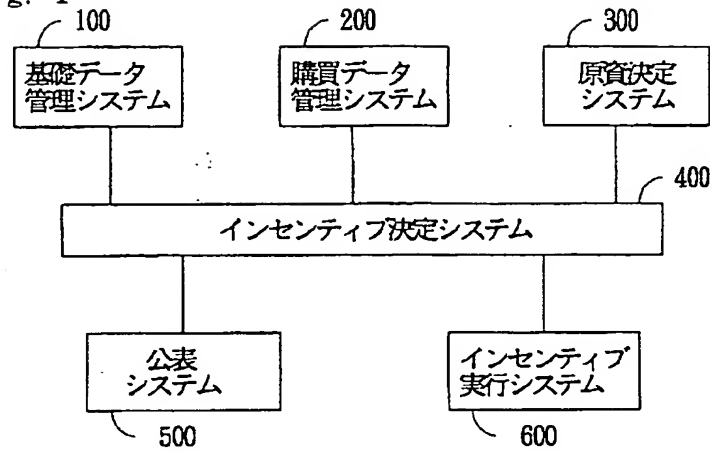 g. 1
100
200
300
基礎データ
管理システム
購買データ
管理システム
原資決定
システム
400
インセンティブ決定システム
公表
システム
インセンティブ
実行システム
500
600